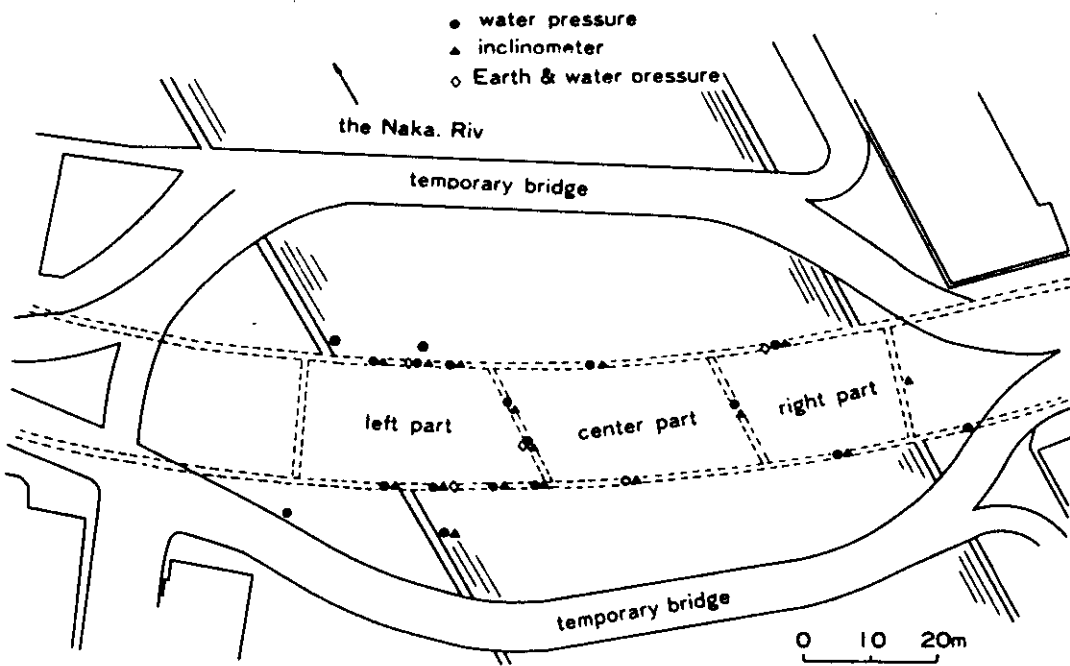 water pressure
inclinometer
Earth & water pressure
the Naka. Riv
temporary bridge
left part
center part
right part
temporary bridge
0 10 20m